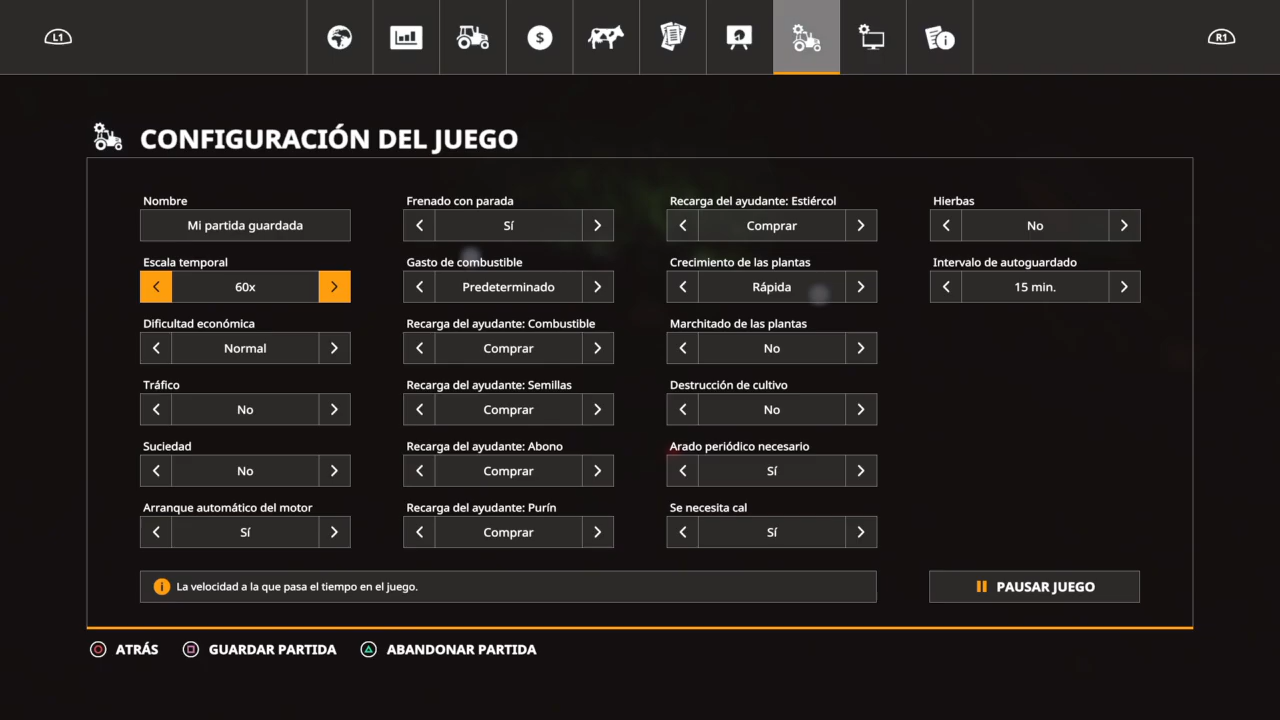 L1
R1
CONFIGURACIÓN DEL JUEGO
Nombre
Mi partida guardada
Escala temporal
60x
Dificultad económica
Normal
Tráfico
No
Suciedad
No
Arranque automático del motor
Sí
Frenado con parada
Sí
Gasto de combustible
Predeterminado
Recarga del ayudante: Combustible
Comprar
Recarga del ayudante: Semillas
Comprar
Recarga del ayudante: Abono
Comprar
Recarga del ayudante: Purín
Comprar
Recarga del ayudante: Estiércol
Comprar
Crecimiento de las plantas
Rápida
Marchitado de las plantas
No
Destrucción de cultivo
No
Arado periódico necesario
Sí
Se necesita cal
Sí
Hierbas
No
Intervalo de autoguardado
15 min.
La velocidad a la que pasa el tiempo en el juego.
PAUSAR JUEGO
ATRÁS
GUARDAR PARTIDA
ABANDONAR PARTIDA